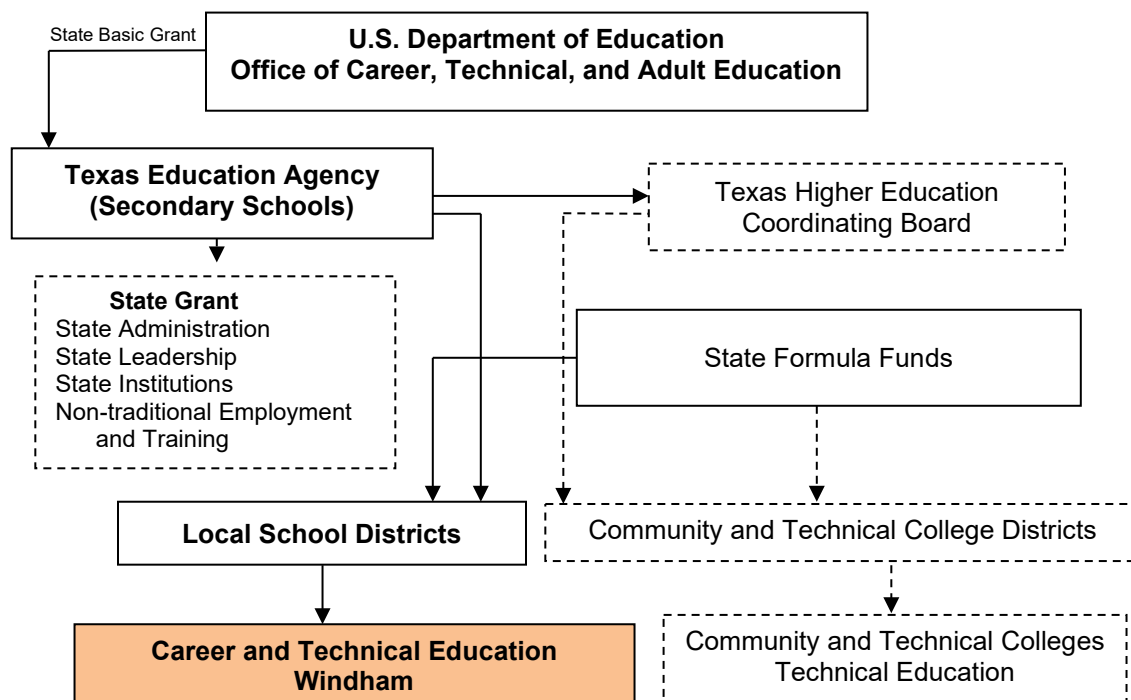 State Basic Grant
U.S. Department of Education
Office of Career, Technical, and Adult Education
Texas Education Agency
(Secondary Schools)
Texas Higher Education
Coordinating Board
State Grant
State Administration
State Leadership
State Institutions
Non-traditional Employment
and Training
State Formula Funds
Local School Districts
Community and Technical College Districts
Career and Technical Education
Windham
Community and Technical Colleges
Technical Education